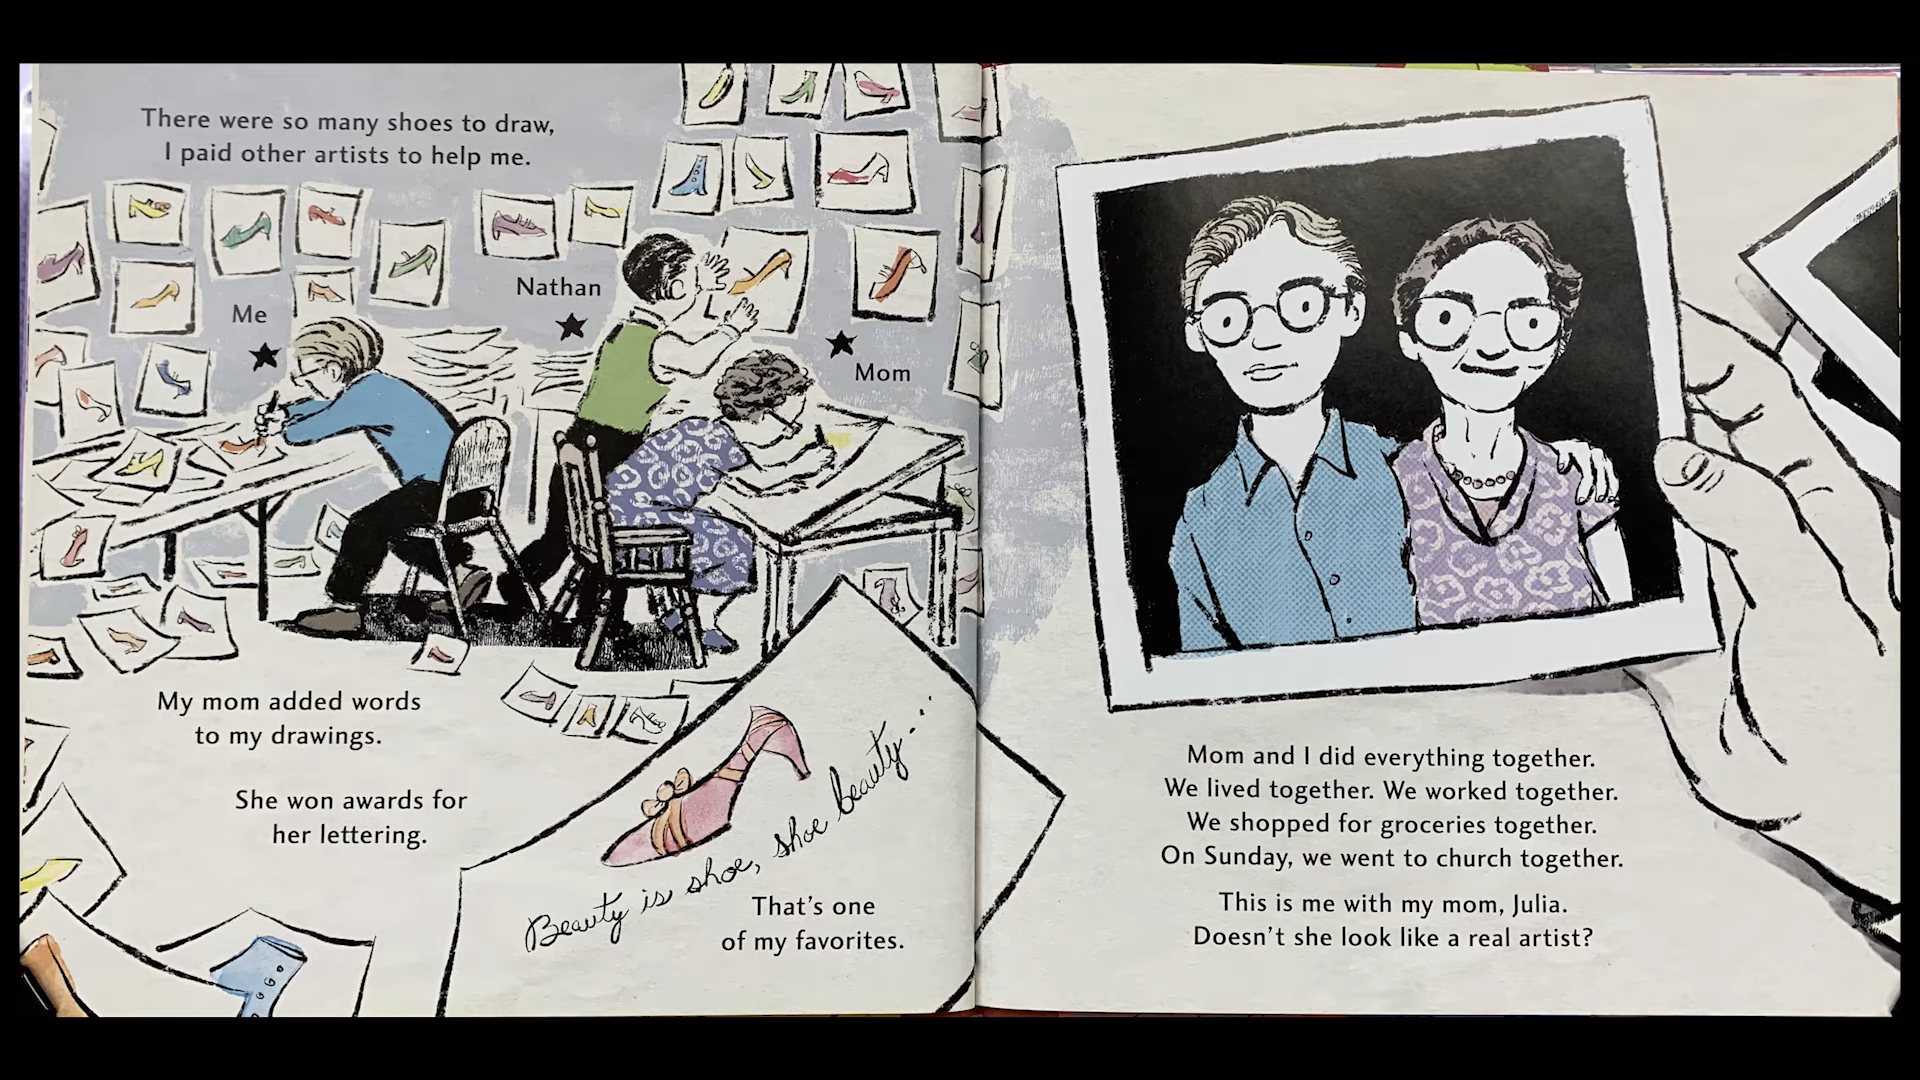 There were so many shoes to draw,
I paid other artists to help me.
Me
Nathan
Mom
My mom added words
to my drawings.
She won awards for
her lettering.
Beauty is shoe, shoe beauty...
That's one
of my favorites.
Mom and I did everything together.
We lived together. We worked together.
We shopped for groceries together.
On Sunday, we went to church together.
This is me with my mom, Julia.
Doesn't she look like a real artist?